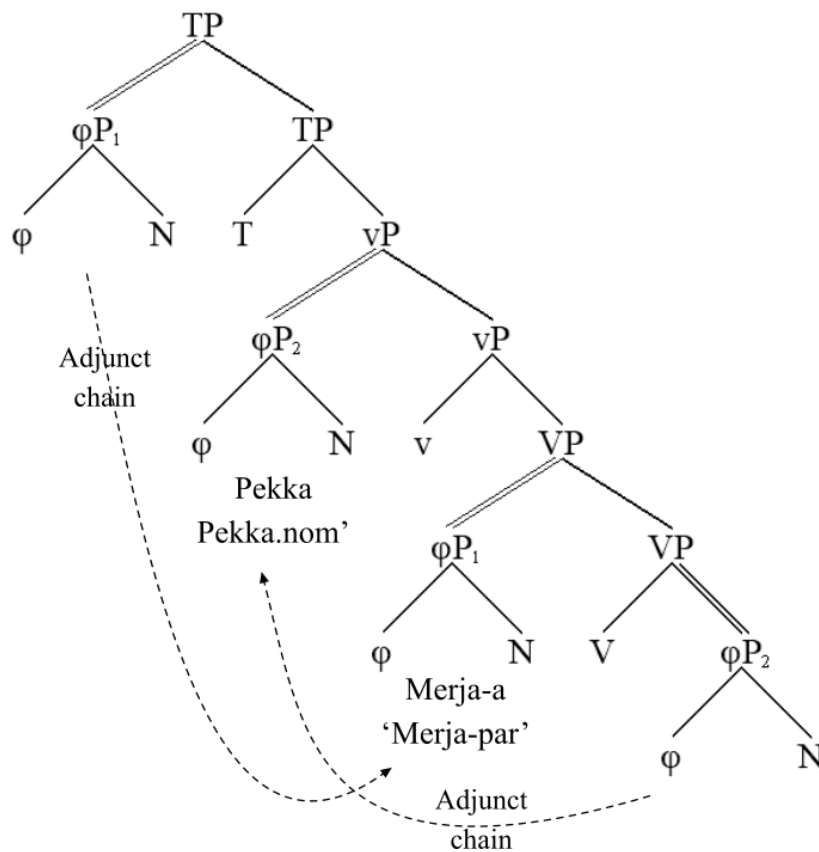 TP
φP₁ TP
φ N T vP
φP₂ vP
Adjunct
chain
φ N v VP
Pekka
Pekka.nom’
φP₁ VP
φ N V φP₂
Merja-a
‘Merja-par’
φ N
Adjunct
chain